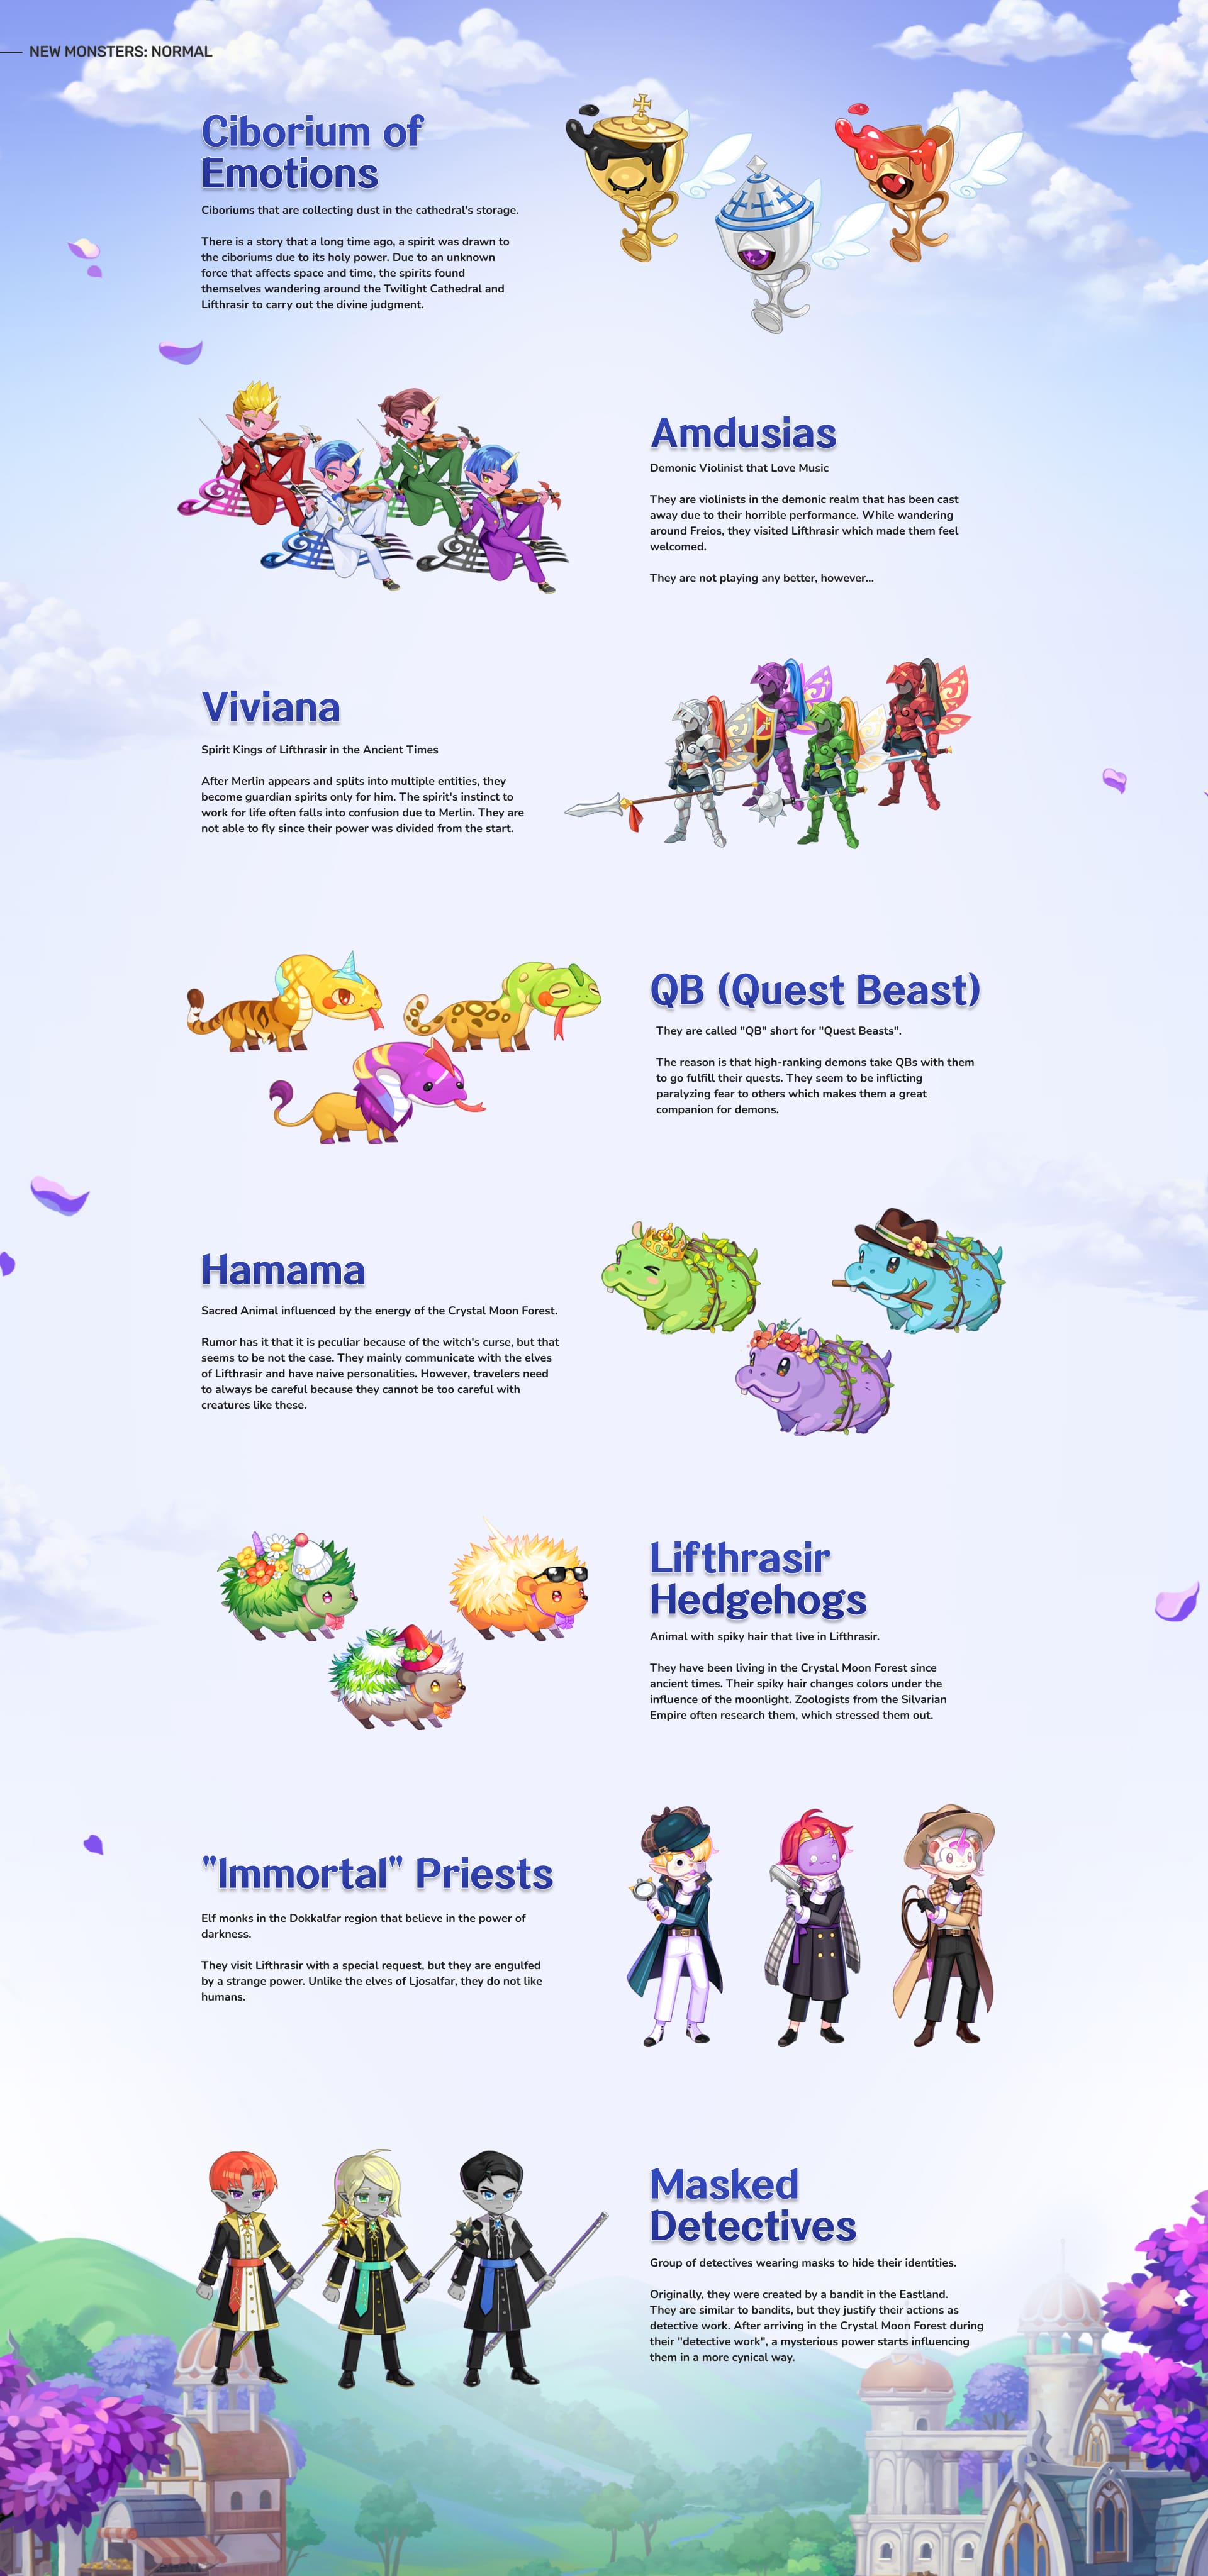 NEW MONSTERS: NORMAL
Ciborium of
Emotions
Ciboriums that are collecting dust in the cathedral's storage.
There is a story that a long time ago, a spirit was drawn to
the ciboriums due to its holy power. Due to an unknown
force that affects space and time, the spirits found
themselves wandering around the Twilight Cathedral and
Lifthrasir to carry out the divine judgment.
Amdusias
Demonic Violinist that Love Music
They are violinists in the demonic realm that has been cast
away due to their horrible performance. While wandering
around Freios, they visited Lifthrasir which made them feel
welcomed.
They are not playing any better, however...
Viviana
Spirit Kings of Lifthrasir in the Ancient Times
After Merlin appears and splits into multiple entities, they
become guardian spirits only for him. The spirit's instinct to
work for life often falls into confusion due to Merlin. They are
not able to fly since their power was divided from the start.
QB (Quest Beast)
They are called "QB" short for "Quest Beasts".
The reason is that high-ranking demons take QBs with them
to go fulfill their quests. They seem to be inflicting
paralyzing fear to others which makes them a great
companion for demons.
Hamama
Sacred Animal influenced by the energy of the Crystal Moon Forest.
Rumor has it that it is peculiar because of the witch's curse, but that
seems to be not the case. They mainly communicate with the elves
of Lifthrasir and have naive personalities. However, travelers need
to always be careful because they cannot be too careful with
creatures like these.
Lifthrasir
Hedgehogs
Animal with spiky hair that live in Lifthrasir.
They have been living in the Crystal Moon Forest since
ancient times. Their spiky hair changes colors under the
influence of the moonlight. Zoologists from the Silvarian
Empire often research them, which stressed them out.
"Immortal" Priests
Elf monks in the Dokkalfar region that believe in the power of
darkness.
They visit Lifthrasir with a special request, but they are engulfed
by a strange power. Unlike the elves of Ljosalfar, they do not like
humans.
Masked
Detectives
Group of detectives wearing masks to hide their identities.
Originally, they were created by a bandit in the Eastland.
They are similar to bandits, but they justify their actions as
detective work. After arriving in the Crystal Moon Forest during
their "detective work", a mysterious power starts influencing
them in a more cynical way.